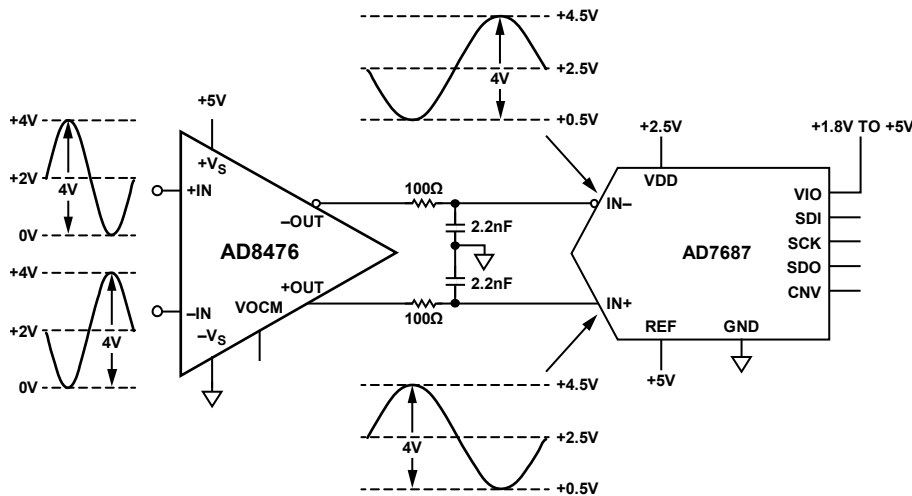 +4.5V
+2.5V
4V
+0.5V
+5V
+4V
+2V
4V
0V
+4V
+2V
4V
0V
+VS
+IN
–OUT
AD8476
+OUT
VOCM
–IN
–VS
100Ω
2.2nF
2.2nF
100Ω
+2.5V
+1.8V TO +5V
VDD
IN–
VIO
SDI
SCK
AD7687
SDO
CNV
IN+
REF
GND
+5V
+4.5V
+2.5V
4V
+0.5V